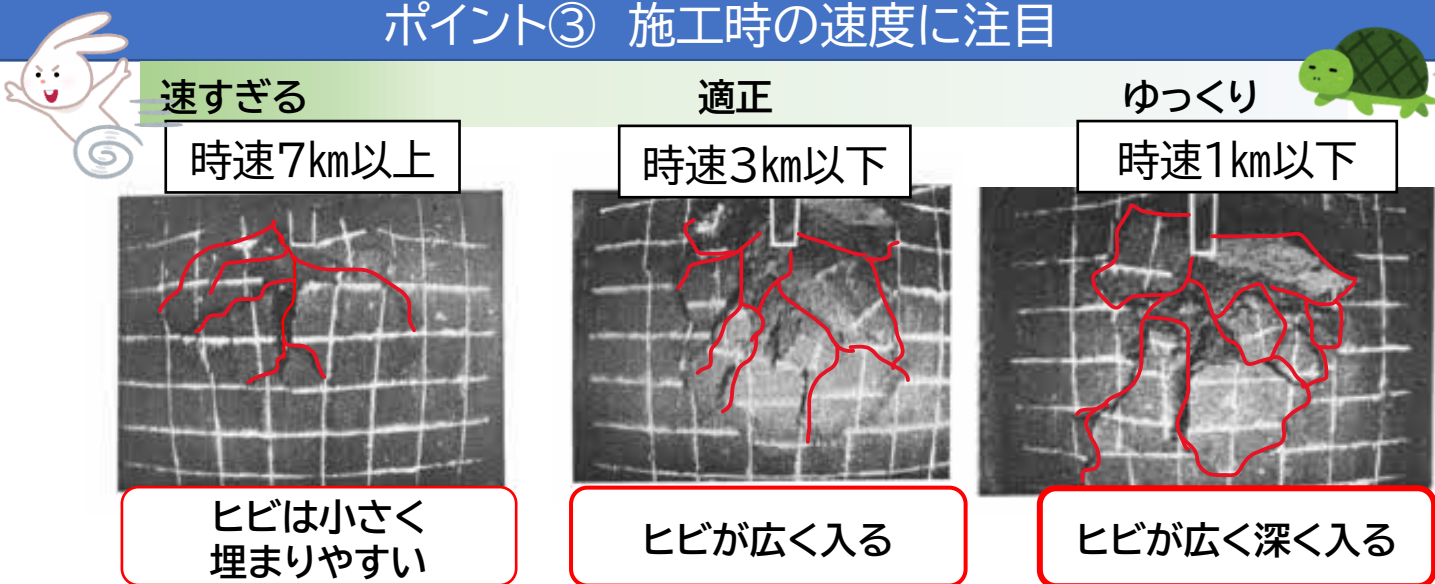 ポイント③ 施工時の速度に注目
速すぎる
適正
ゆっくり
時速7㎞以上
時速3㎞以下
時速1㎞以下
ヒビは小さく
埋まりやすい
ヒビが広く入る
ヒビが広く深く入る